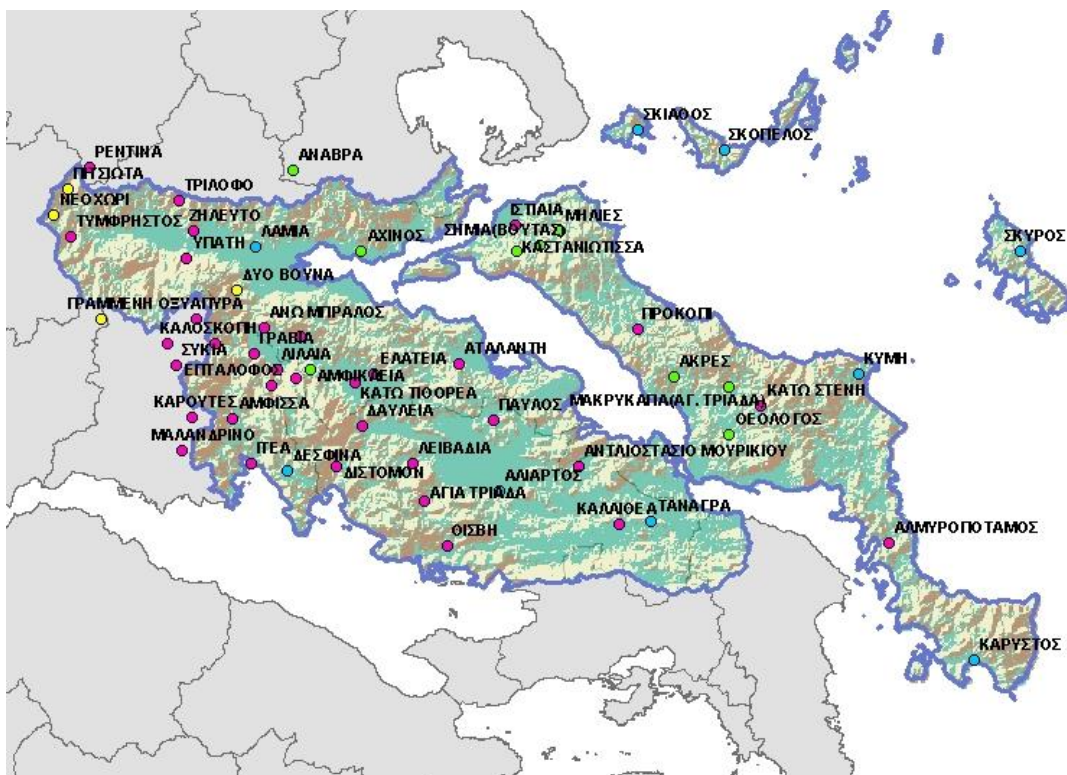 ΣΚΙΑΘΟΣ
ΣΚΟΠΕΛΟΣ
ΡΕΝΤΙΝΑ
ΑΝΑΒΡΑ
ΠΙΤΣΙΩΤΑ
ΤΡΙΛΟΦΟ
ΝΕΟΧΩΡΙ
ΙΣΤΙΑΙΑ
ΜΗΛΙΕΣ
ΤΥΜΦΡΗΣΤΟΣ
ΖΗΛΕΥΤΟ
ΣΗΜΙΑ(ΒΟΥΤΑΣ)
ΛΑΜΙΑ
ΑΧΙΝΟΣ
ΣΚΥΡΟΣ
ΥΠΑΤΗ
ΚΑΣΤΑΝΙΩΤΙΣΣΑ
ΔΥΟ ΒΟΥΝΑ
ΓΡΑΜΜΕΝΗ ΟΞΥΑ
ΠΥΡΑ
ΑΝΩ ΜΠΡΑΛΟΣ
ΠΡΟΚΟΠΙ
ΚΑΛΟΣΚΟΠΗ
ΓΡΑΒΙΑ
ΣΥΚΙΑ
ΛΙΛΑΙΑ
ΕΛΑΤΕΙΑ
ΑΤΑΛΑΝΤΗ
ΑΚΡΕΣ
ΚΥΜΗ
ΕΠΤΑΛΟΦΟΣ
ΑΜΦΙΚΛΕΙΑ
ΚΑΤΩ ΤΙΘΟΡΕΑ
ΚΑΤΩ ΣΤΕΝΗ
ΚΑΡΟΥΤΕΣ
ΑΜΦΙΣΣΑ
ΔΑΥΛΕΙΑ
ΠΑΥΛΟΣ
ΜΑΚΡΥΚΑΠΑ(ΑΓ. ΤΡΙΑΔΑ)
ΘΕΟΛΟΓΟΣ
ΜΑΛΑΝΔΡΙΝΟ
ΙΤΕΑ
ΔΕΣΦΙΝΑ
ΔΙΣΤΟΜΟΝ
ΛΕΙΒΑΔΙΑ
ΑΛΙΑΡΤΟΣ
ΑΝΤΛΙΟΣΤΑΣΙΟ ΜΟΥΡΙΚΙΟΥ
ΑΓΙΑ ΤΡΙΑΔΑ
ΚΑΛΛΙΘΕΑ
ΤΑΝΑΓΡΑ
ΘΙΣΒΗ
ΑΛΜΥΡΟΠΟΤΑΜΟΣ
ΚΑΡΥΣΤΟΣ